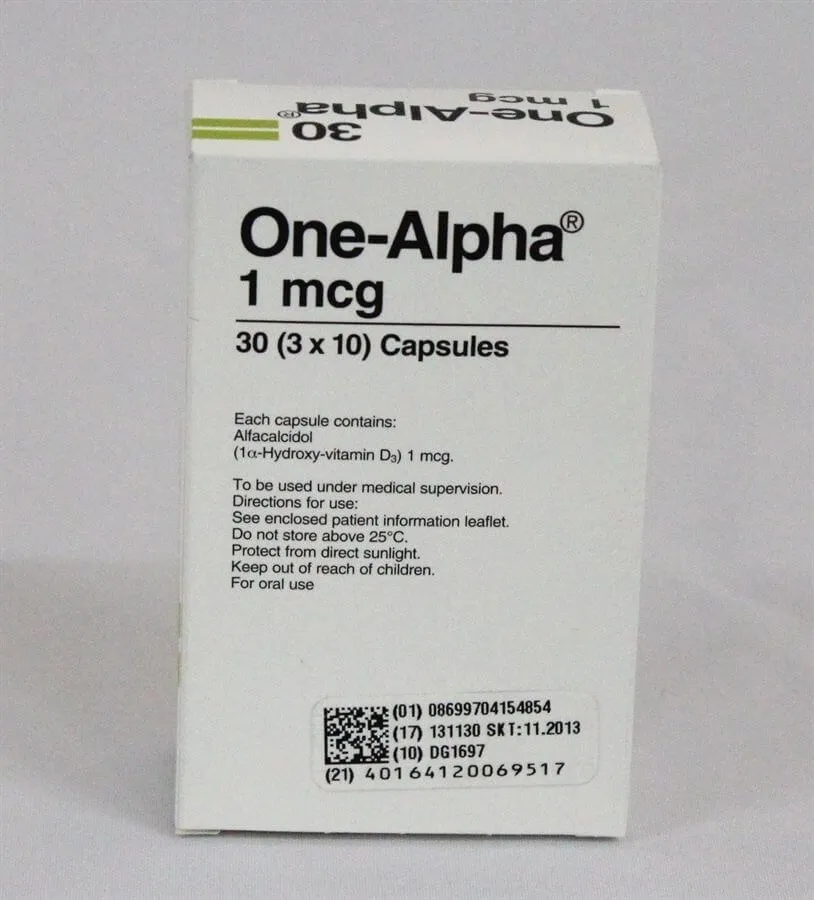 One-Alpha®
1 mcg
30
One-Alpha®
1 mcg
30 (3 x 10) Capsules
Each capsule contains:
Alfacalcidol
(1α-Hydroxy-vitamin D₃) 1 mcg.
To be used under medical supervision.
Directions for use:
See enclosed patient information leaflet.
Do not store above 25°C.
Protect from direct sunlight.
Keep out of reach of children.
For oral use
(01) 08699704154854
(17) 131130 SKT:11.2013
(10) DG1697
(21) 40164120069517